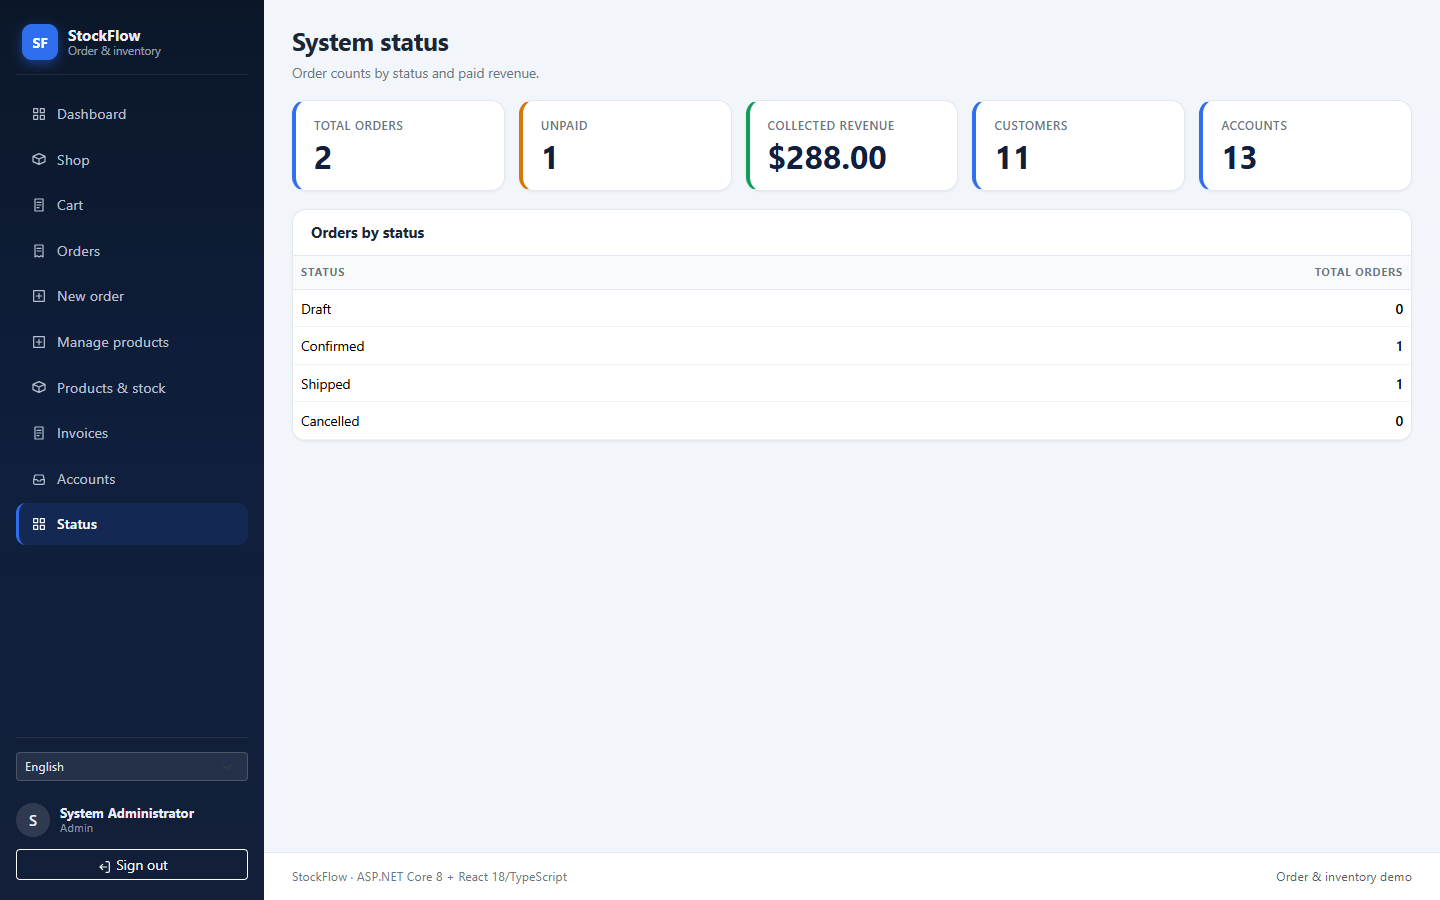 SF
StockFlow
Order & inventory
Dashboard
Shop
Cart
Orders
New order
Manage products
Products & stock
Invoices
Accounts
Status
English
S
System Administrator
Admin
Sign out
System status
Order counts by status and paid revenue.
TOTAL ORDERS
2
UNPAID
1
COLLECTED REVENUE
$288.00
CUSTOMERS
11
ACCOUNTS
13
Orders by status
STATUS TOTAL ORDERS
Draft 0
Confirmed 1
Shipped 1
Cancelled 0
StockFlow · ASP.NET Core 8 + React 18/TypeScript
Order & inventory demo